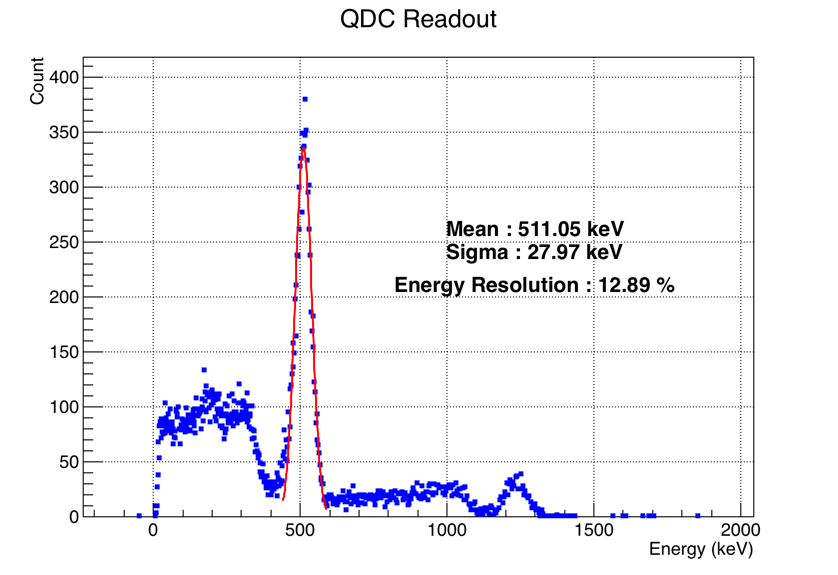 QDC Readout
Count
400
350
300
250
200
150
100
50
0
Mean : 511.05 keV
Sigma : 27.97 keV
Energy Resolution : 12.89 %
0 500 1000 1500 2000
Energy (keV)